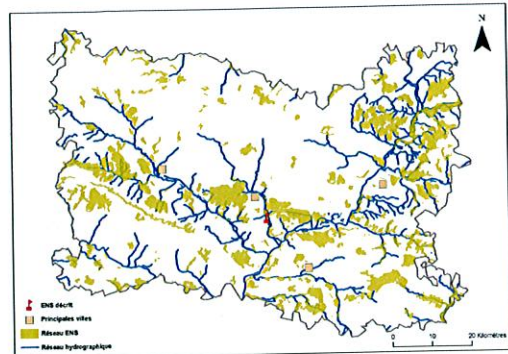 N
ENS décrit
Principales villes
Réseau ENS
Réseau hydrographique
0 10 20 Kilomètres